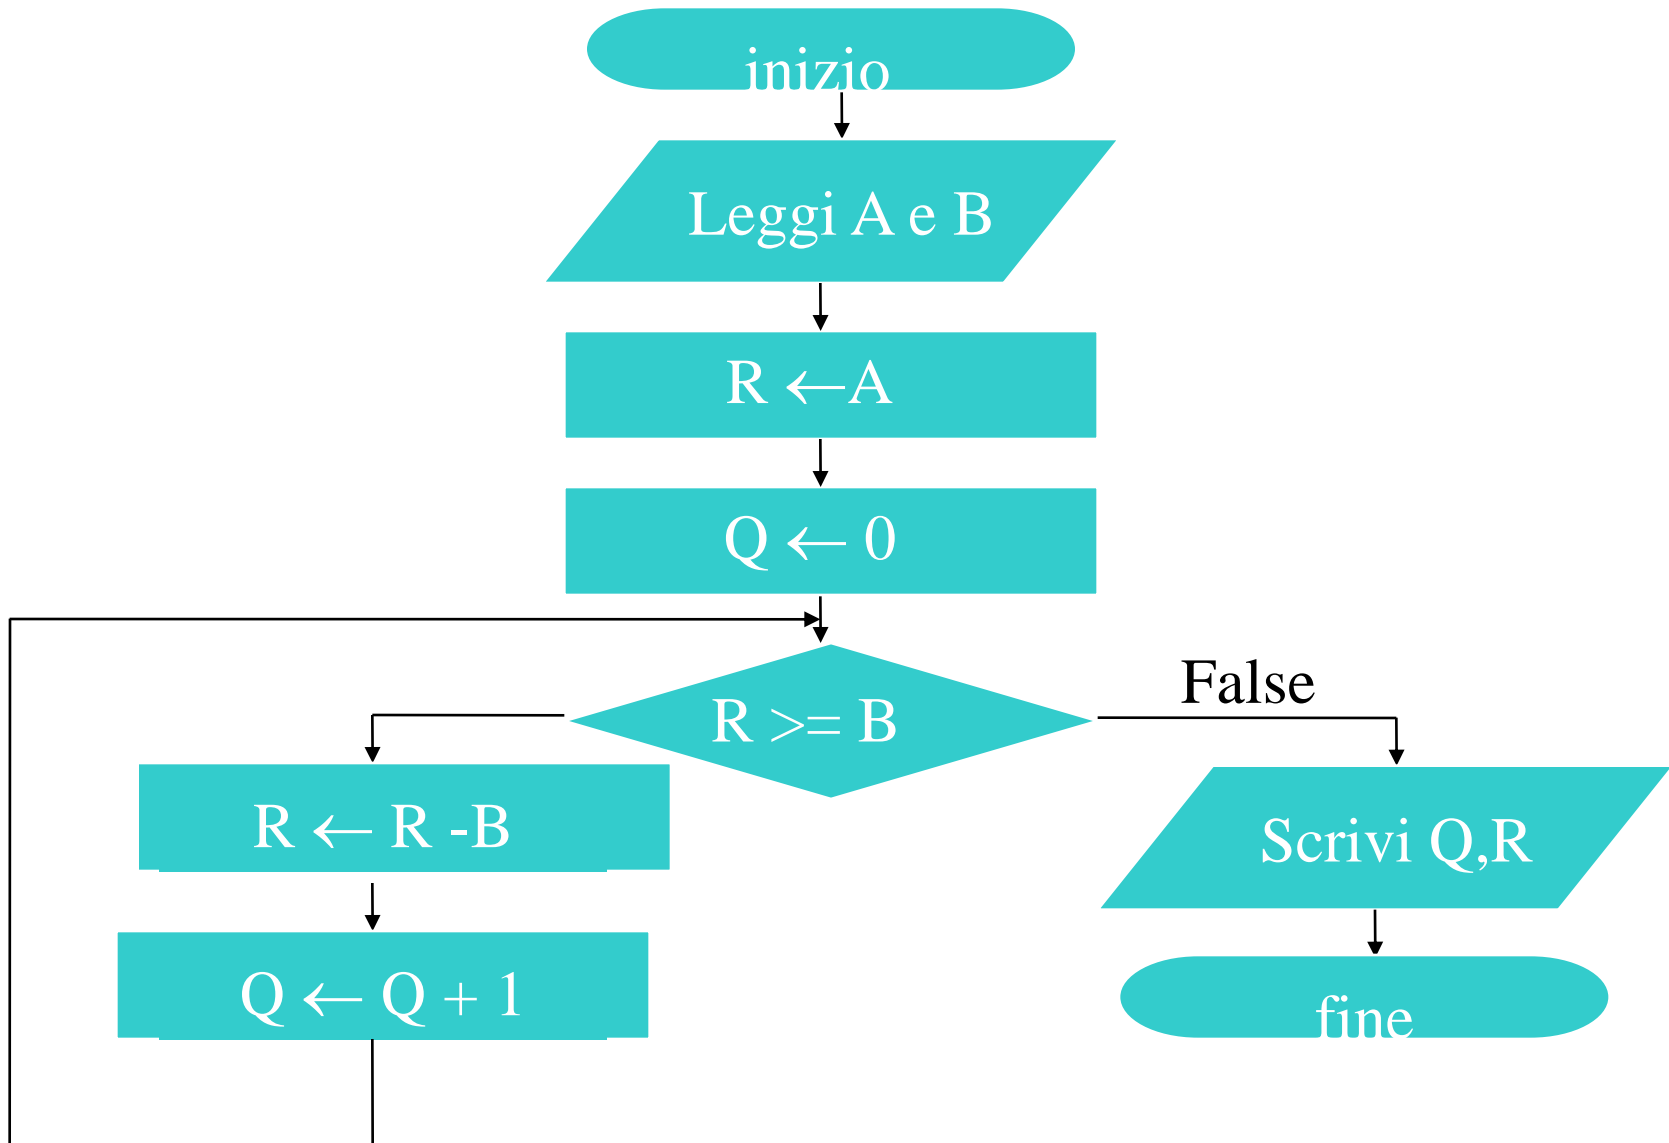 inizio
Leggi A e B
R ←A
Q ← 0
R >= B
False
R ← R -B
Scrivi Q,R
Q ← Q + 1
fine